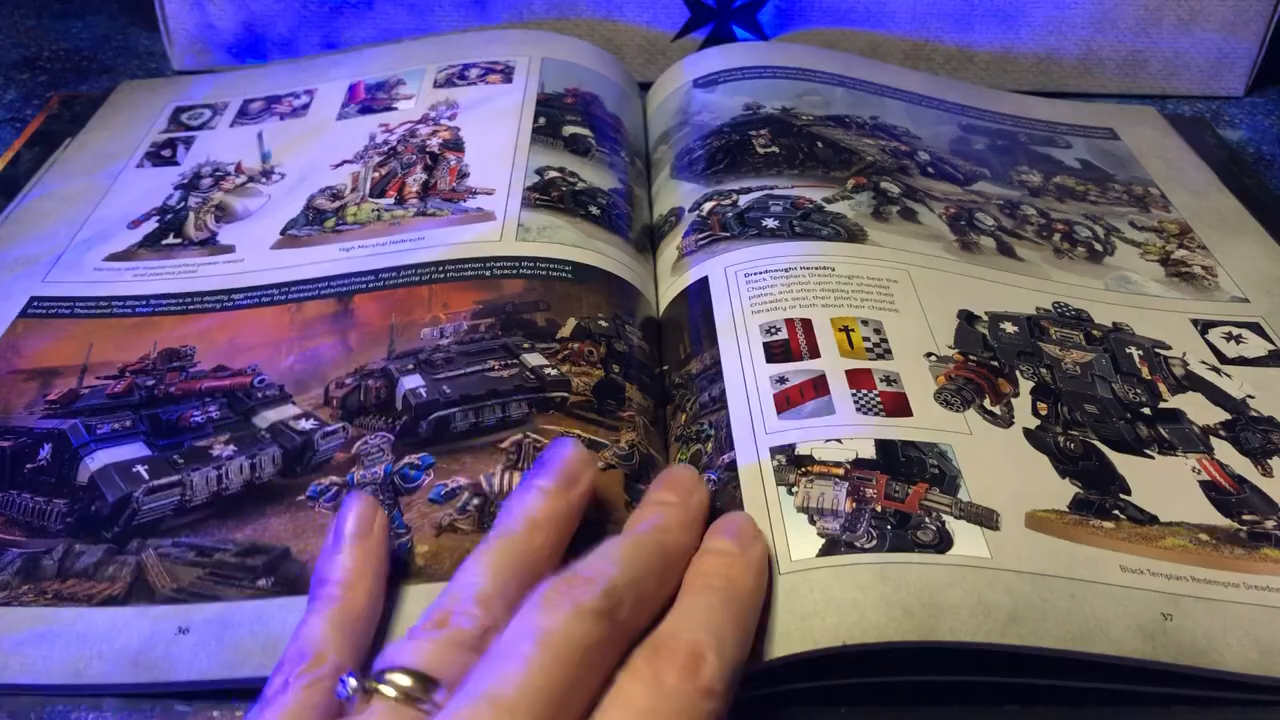 Marshal with master-crafted power sword
and plasma pistol
High Marshal Helbrecht
A common tactic for the Black Templars is to deploy aggressively in armoured spearheads. Here, just such a formation shatters the heretical
lines of the Thousand Sons, their unclean witchery no match for the blessed adamantine and ceramite of the thundering Space Marine tanks.
36
Dreadnought Heraldry
Black Templars Dreadnoughts bear the
Chapter symbol upon their shoulder
plates, and often display either their
crusade's seal, their pilot's personal
heraldry or both about their chassis.
Black Templars Redemptor Dreadno
37